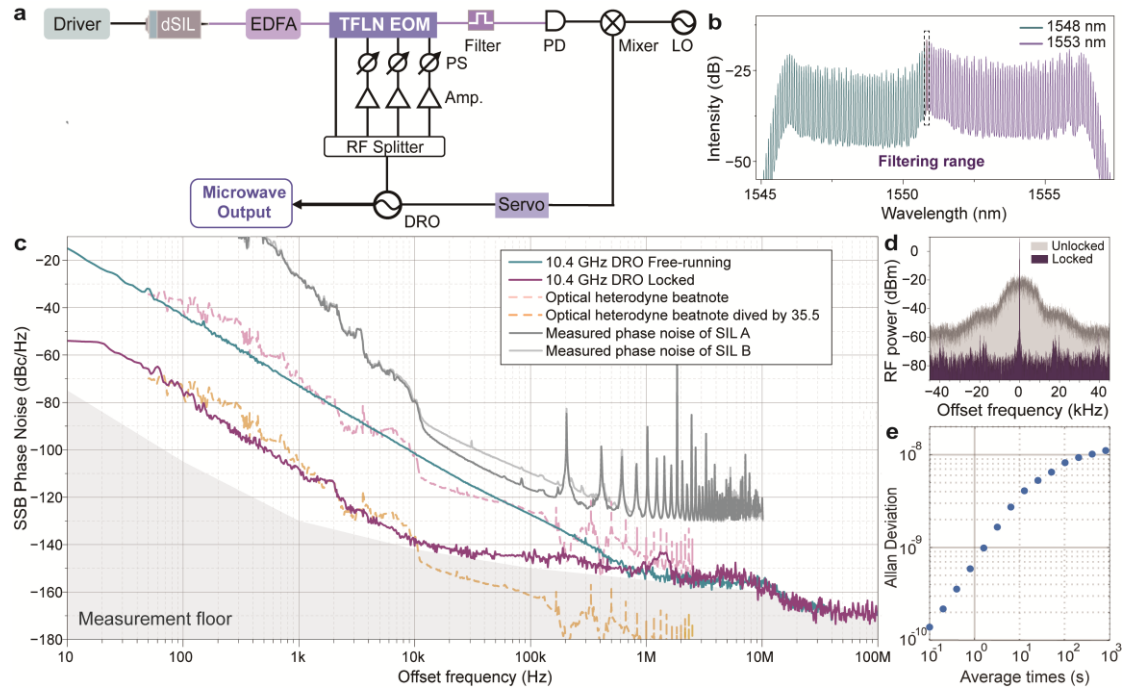 a
Driver
dSIL
EDFA
TFLN EOM
Filter
PD
Mixer
LO
PS
Amp.
RF Splitter
Microwave
Output
DRO
Servo
b
1548 nm
1553 nm
Intensity (dB)
−25
−50
Filtering range
1545
1550
1555
Wavelength (nm)
c
SSB Phase Noise (dBc/Hz)
−20
−40
−60
−80
−100
−120
−140
−160
−180
10.4 GHz DRO Free-running
10.4 GHz DRO Locked
Optical heterodyne beatnote
Optical heterodyne beatnote dived by 35.5
Measured phase noise of SIL A
Measured phase noise of SIL B
Measurement floor
10
100
1k
10k
100k
1M
10M
100M
Offset frequency (Hz)
d
Unlocked
Locked
RF power (dBm)
0
−20
−40
−60
−80
−40
−20
0
20
40
Offset frequency (kHz)
e
Allan Deviation
10⁻⁸
10⁻⁹
10⁻¹⁰
10⁻¹
10⁰
10¹
10²
10³
Average times (s)